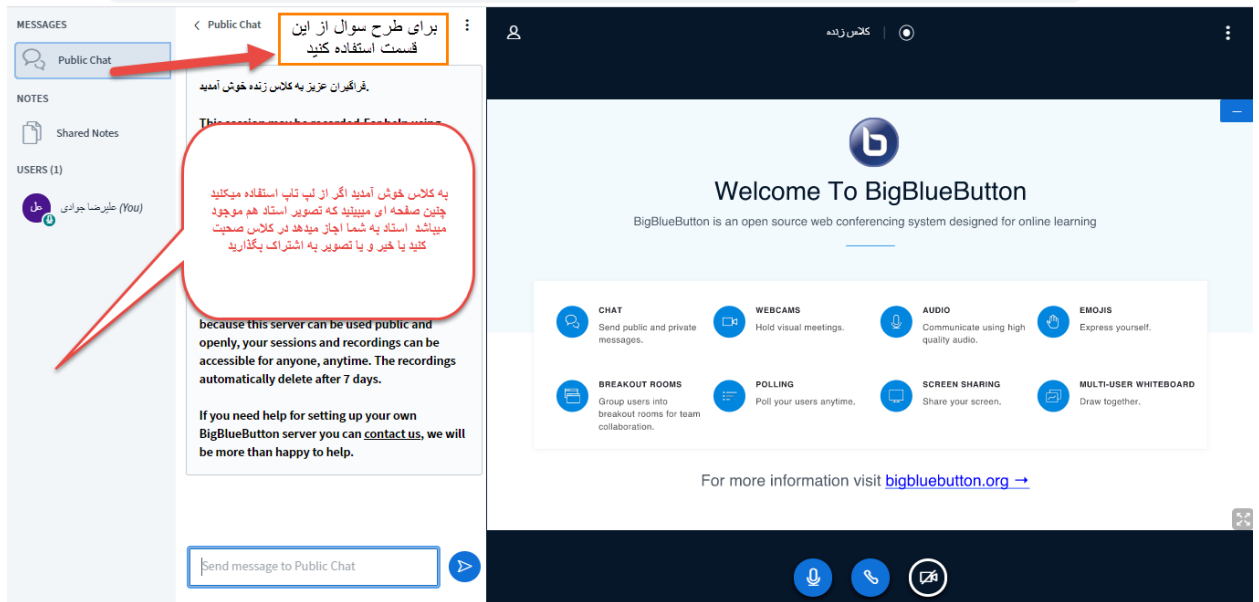 MESSAGES
Public Chat
NOTES
Shared Notes
USERS (1)
عل
علیرضا جوادی (You)
Public Chat
برای طرح سوال از این
قسمت استفاده کنید
فراگیران عزیز به کلاس زنده خوش آمدید.
This session may be recorded. For help using
به کلاس خوش آمدید اگر از لپ تاپ استفاده میکنید
چنین صفحه ای میبینید که تصویر استاد هم موجود
میباشد استاد به شما اجاز میدهد در کلاس صحبت
کنید یا خیر و یا تصویر به اشتراک بگذارید
because this server can be used public and
openly, your sessions and recordings can be
accessible for anyone, anytime. The recordings
automatically delete after 7 days.
If you need help for setting up your own
BigBlueButton server you can contact us, we will
be more than happy to help.
Send message to Public Chat
کلاس زنده
Welcome To BigBlueButton
BigBlueButton is an open source web conferencing system designed for online learning
CHAT
Send public and private
messages.
WEBCAMS
Hold visual meetings.
AUDIO
Communicate using high
quality audio.
EMOJIS
Express yourself.
BREAKOUT ROOMS
Group users into
breakout rooms for team
collaboration.
POLLING
Poll your users anytime.
SCREEN SHARING
Share your screen.
MULTI-USER WHITEBOARD
Draw together.
For more information visit bigbluebutton.org →